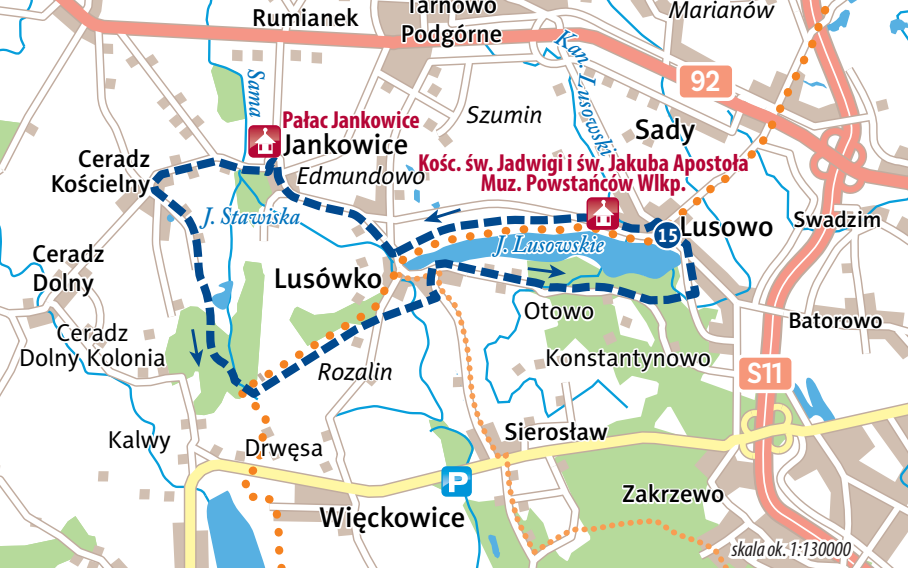 Tarnowo
Podgórne
Marianów
Rumianek
Kan. Lusowski
92
Sama
Szumin
Sady
Pałac Jankowice
Jankowice
Ceradz
Kościelny
Edmundowo
Kośc. św. Jadwigi i św. Jakuba Apostoła
Muz. Powstańców Wlkp.
J. Stawiska
15
Lusowo
Swadzim
J. Lusowskie
Ceradz
Dolny
Lusówko
Otowo
Batorowo
Ceradz
Dolny Kolonia
Konstantynowo
Rozalin
S11
Kalwy
Drwęsa
Sierosław
P
Zakrzewo
Więckowice
skala ok. 1:130000